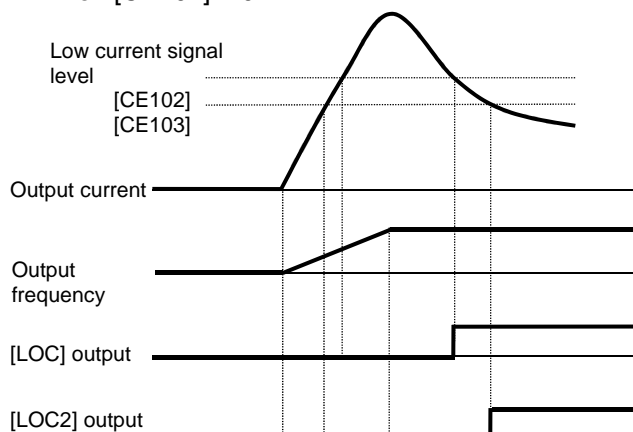 Low current signal
level
[CE102]
[CE103]
Output current
Output
frequency
[LOC] output
[LOC2] output